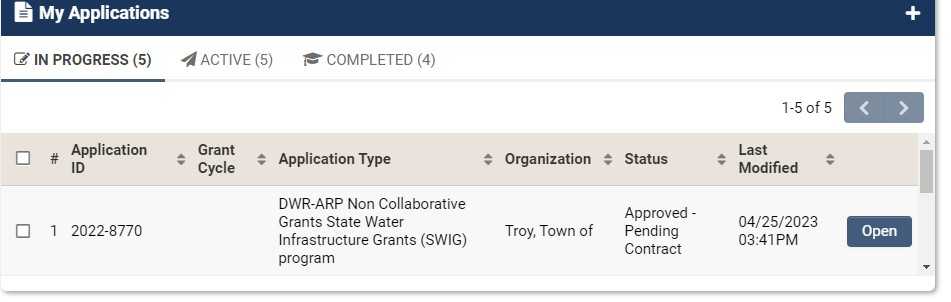 My Applications +
IN PROGRESS (5) ACTIVE (5) COMPLETED (4)
1-5 of 5
# Application ID Grant Cycle Application Type Organization Status Last Modified
1 2022-8770 DWR-ARP Non Collaborative Grants State Water Infrastructure Grants (SWIG) program Troy, Town of Approved - Pending Contract 04/25/2023 03:41PM Open